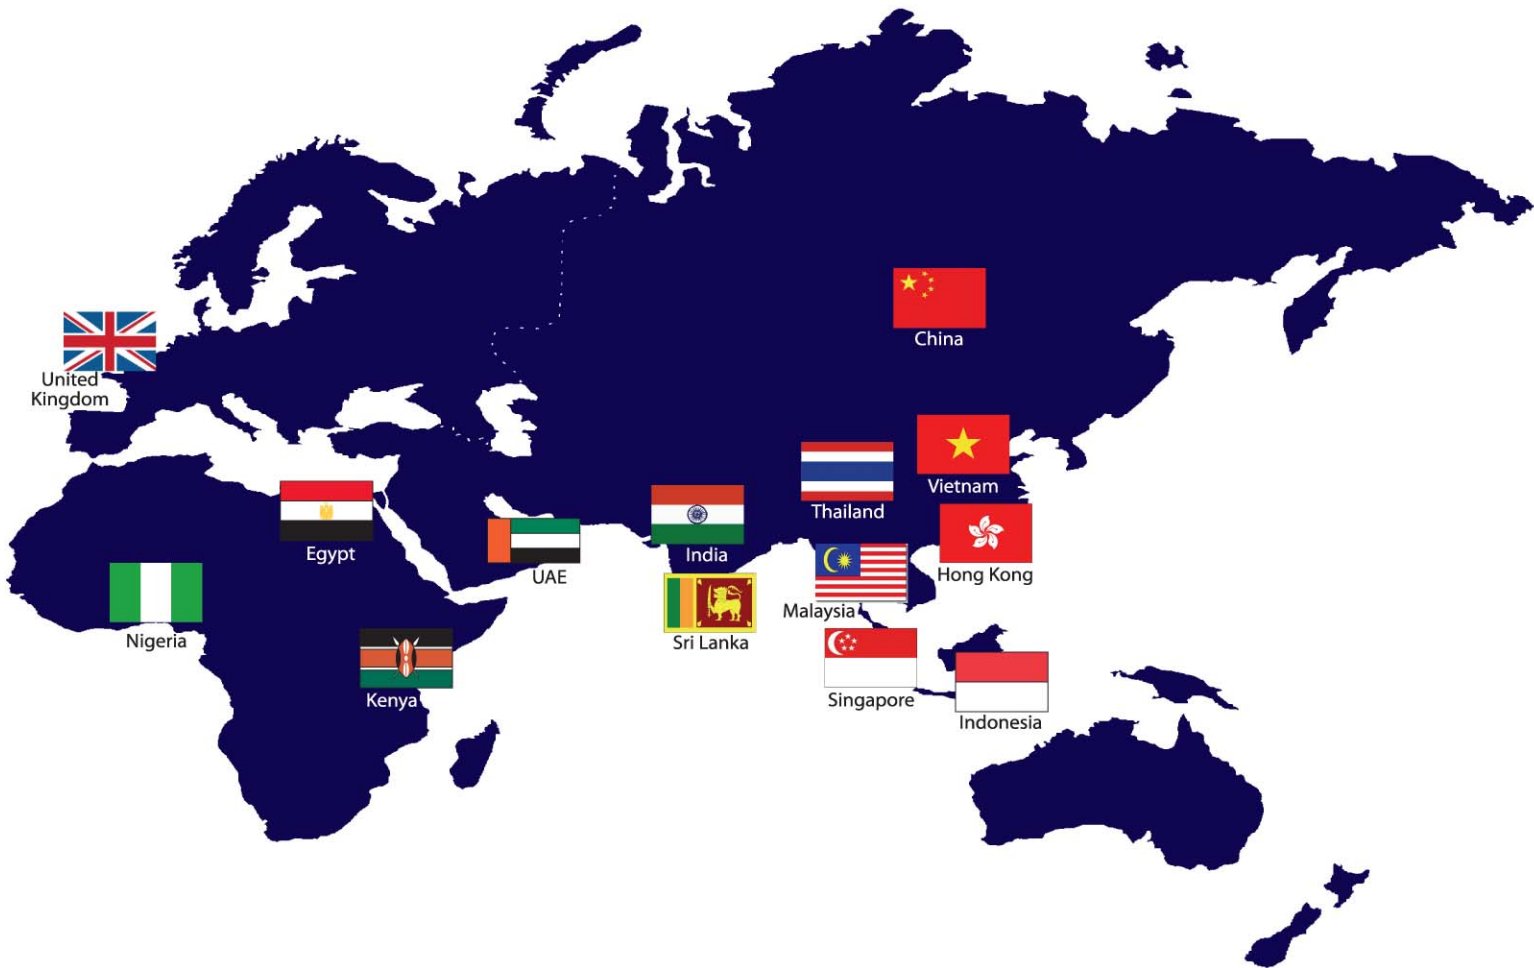 China
United
Kingdom
Vietnam
Thailand
Egypt
India
UAE
Hong Kong
Malaysia
Nigeria
Sri Lanka
Kenya
Singapore
Indonesia